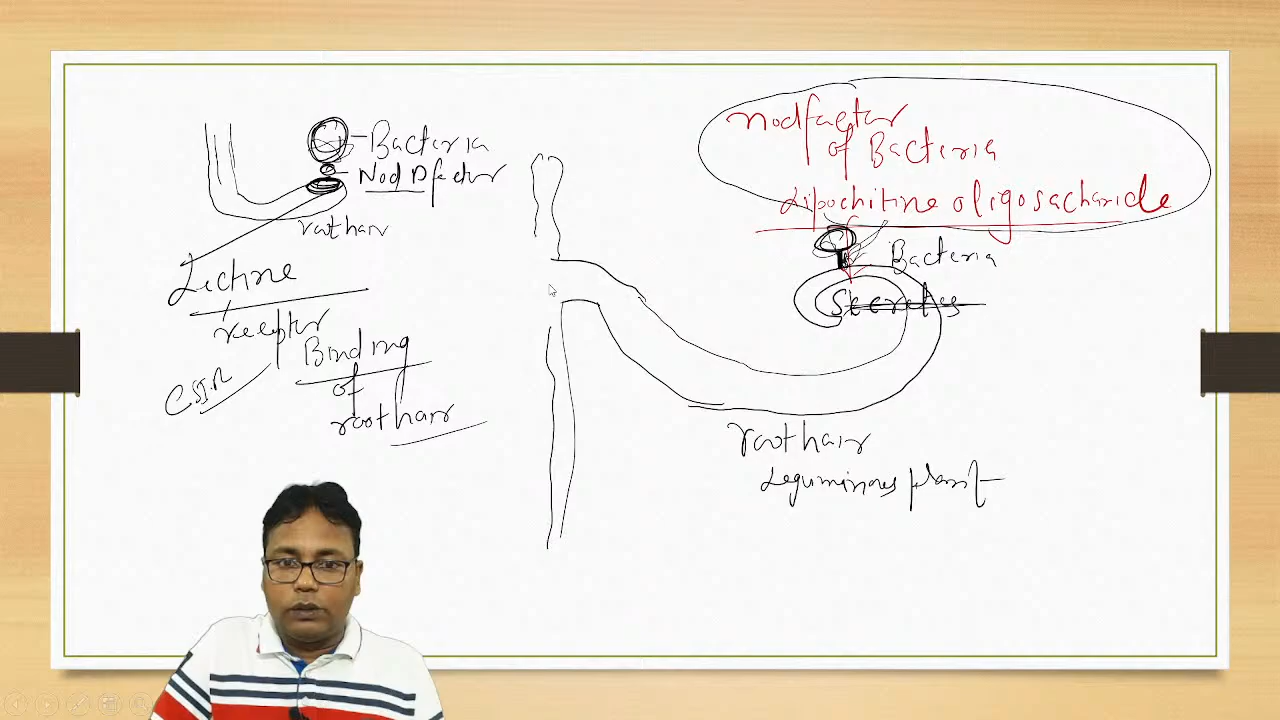 Bacteria
Nod D factor
root hair
Lectine
receptor
Binding
of
root hair
CSIR
nod factor
of Bacteria
Lipochitine oligosacharide
Bacteria
Secretes
root hair
Leguminous plant